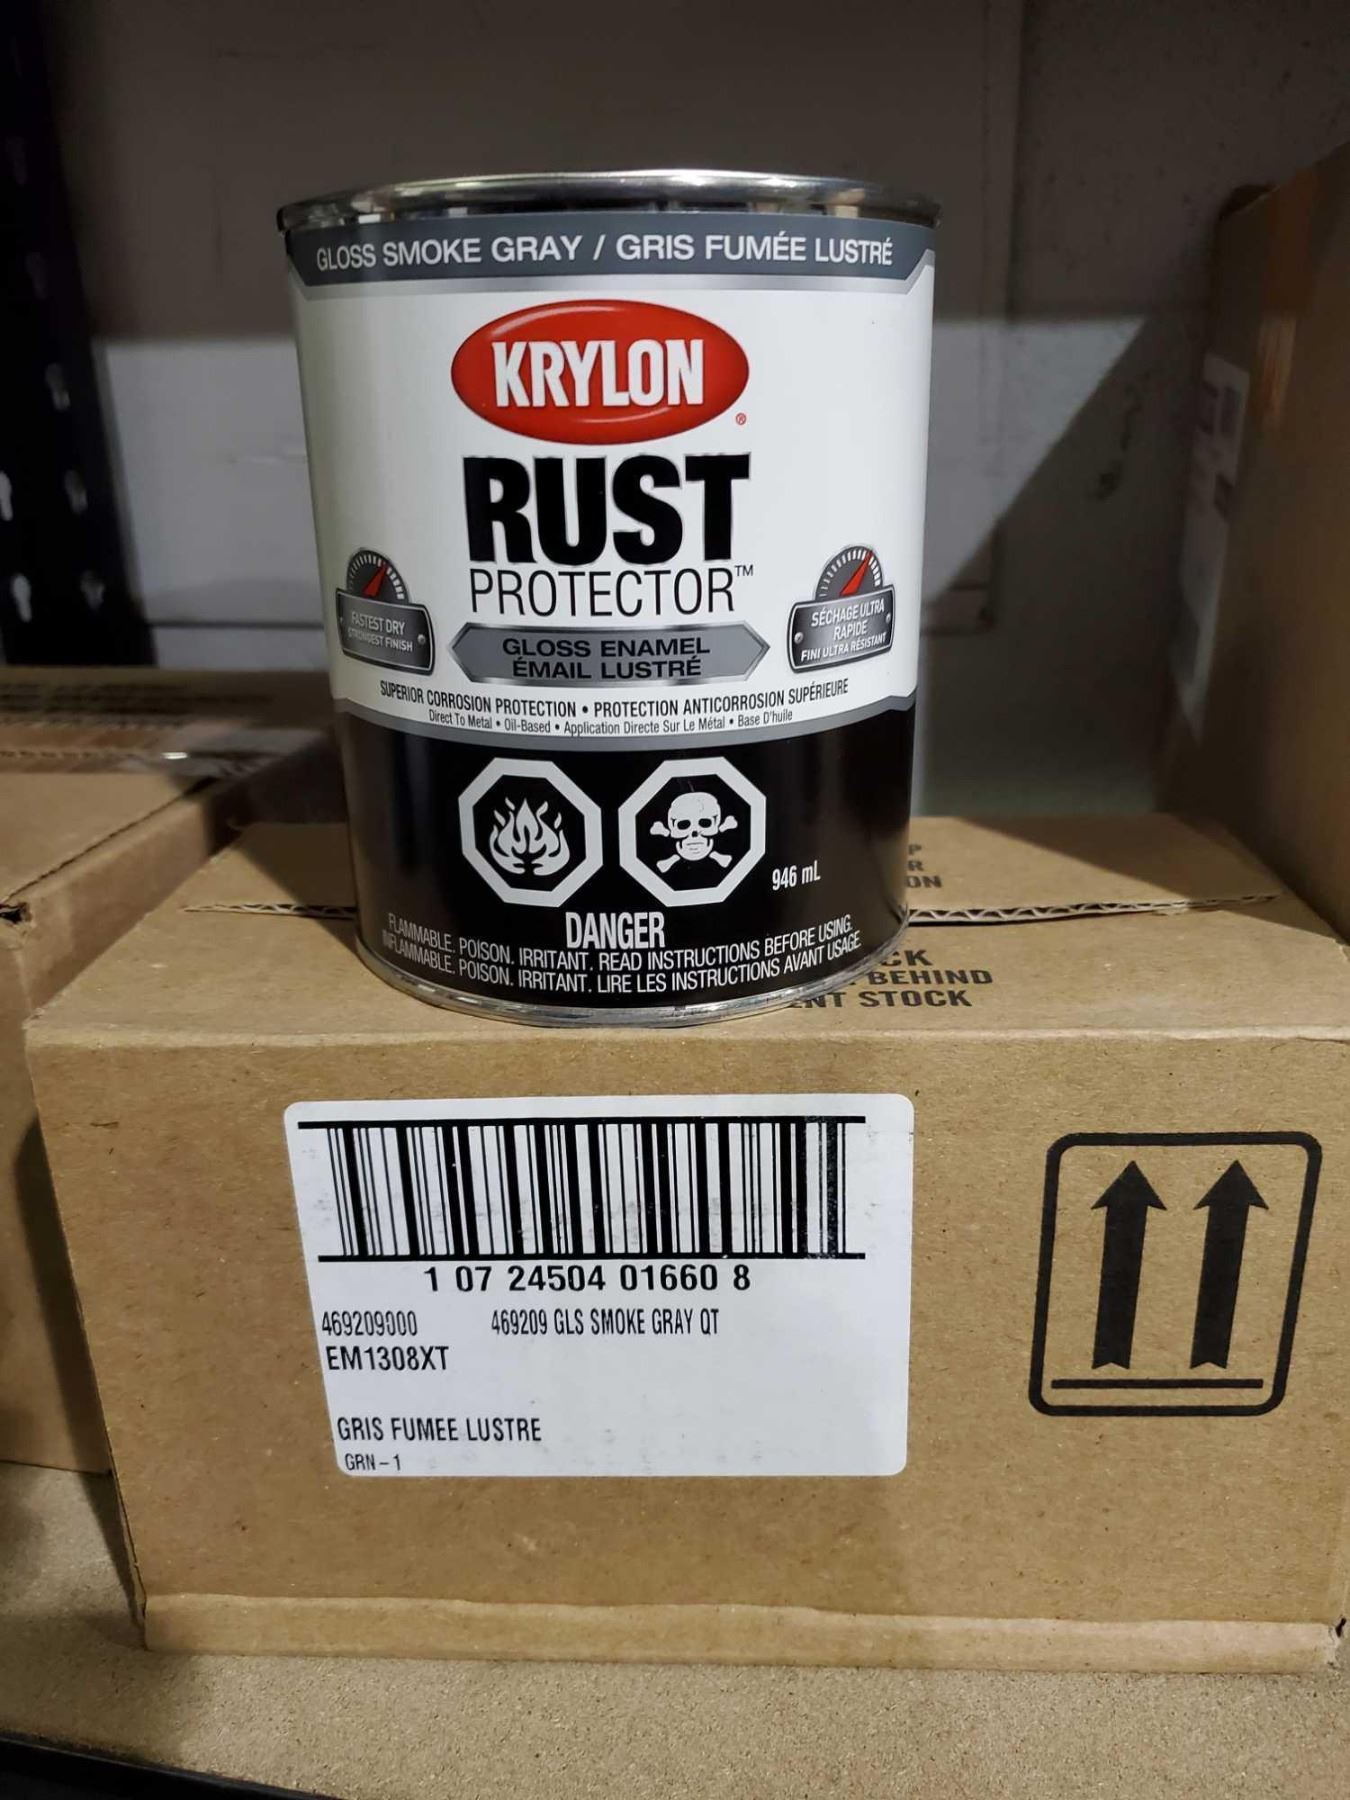 GLOSS SMOKE GRAY / GRIS FUMÉE LUSTRÉ
KRYLON®
RUST
PROTECTOR™
FASTEST DRY
STRONGEST FINISH
SÉCHAGE ULTRA
RAPIDE
FINI ULTRA RÉSISTANT
GLOSS ENAMEL
ÉMAIL LUSTRÉ
SUPERIOR CORROSION PROTECTION • PROTECTION ANTICORROSION SUPÉRIEURE
Direct To Metal • Oil-Based • Application Directe Sur Le Métal • Base D'huile
946 mL
DANGER
FLAMMABLE. POISON. IRRITANT. READ INSTRUCTIONS BEFORE USING.
INFLAMMABLE. POISON. IRRITANT. LIRE LES INSTRUCTIONS AVANT USAGE.
P
R
ON
CK
BEHIND
ENT STOCK
1 07 24504 01660 8
469209000 469209 GLS SMOKE GRAY QT
EM1308XT
GRIS FUMEE LUSTRE
GRN-1